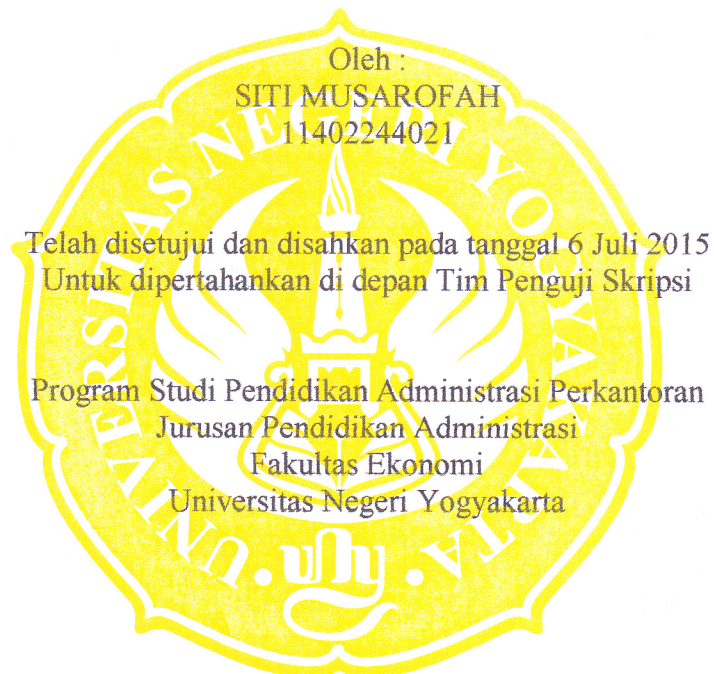 Oleh :
SITI MUSAROFAH
11402244021
Telah disetujui dan disahkan pada tanggal 6 Juli 2015
Untuk dipertahankan di depan Tim Penguji Skripsi
Program Studi Pendidikan Administrasi Perkantoran
Jurusan Pendidikan Administrasi
Fakultas Ekonomi
Universitas Negeri Yogyakarta
UNIVERSITAS NEGERI YOGYAKARTA
uny